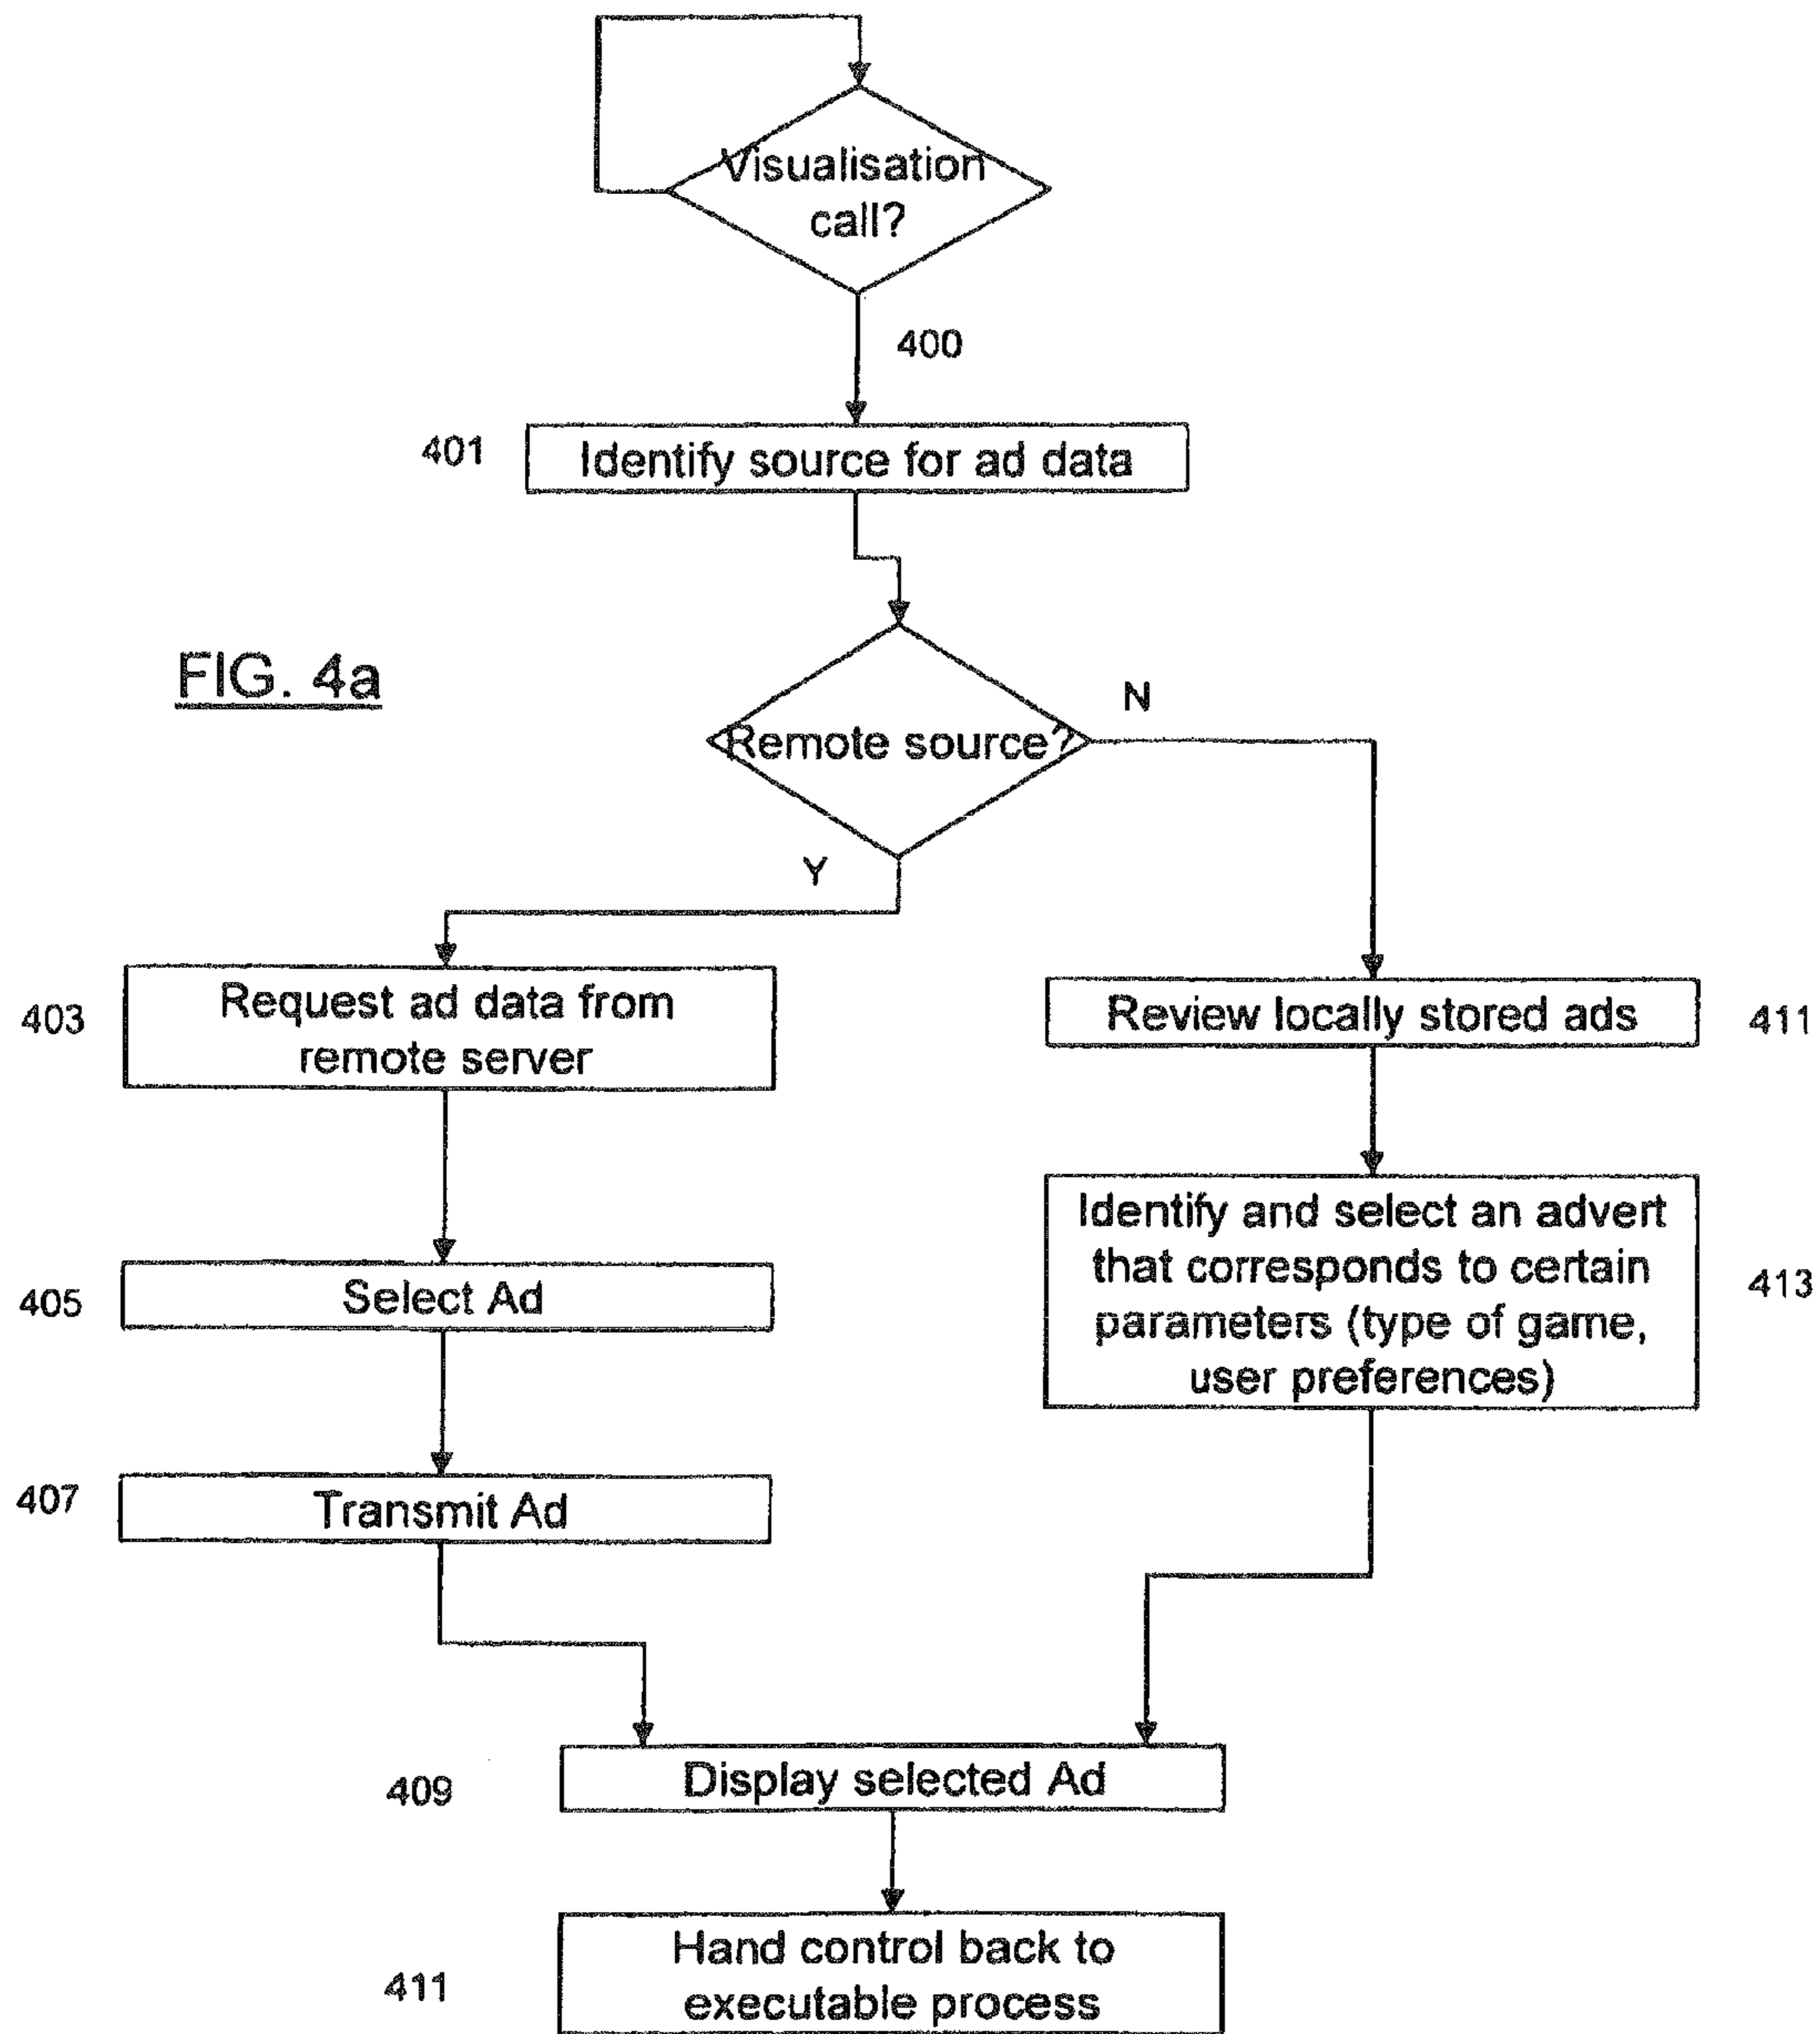 Visualisation
call?
400
401
Identify source for ad data
FIG. 4a
Remote source?
N
Y
403
Request ad data from
remote server
Review locally stored ads
411
405
Select Ad
Identify and select an advert
that corresponds to certain
parameters (type of game,
user preferences)
413
407
Transmit Ad
409
Display selected Ad
411
Hand control back to
executable process